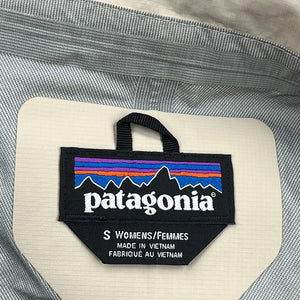 patagonia®
S WOMENS/FEMMES
MADE IN VIETNAM
FABRIQUÉ AU VIETNAM